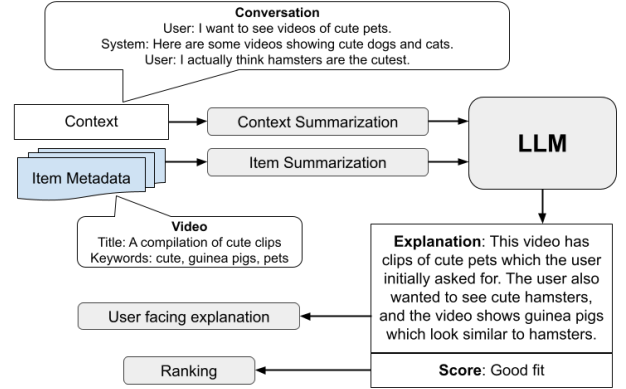 Conversation
User: I want to see videos of cute pets.
System: Here are some videos showing cute dogs and cats.
User: I actually think hamsters are the cutest.
Context
Context Summarization
LLM
Item Metadata
Item Summarization
Video
Title: A compilation of cute clips
Keywords: cute, guinea pigs, pets
Explanation: This video has
clips of cute pets which the user
initially asked for. The user also
wanted to see cute hamsters,
and the video shows guinea pigs
which look similar to hamsters.
User facing explanation
Score: Good fit
Ranking